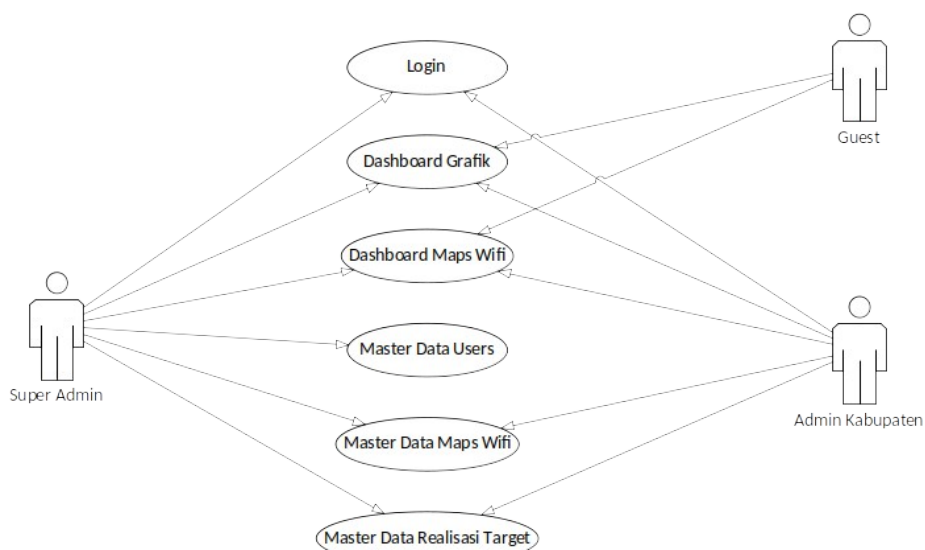 Login
Guest
Dashboard Grafik
Dashboard Maps Wifi
Master Data Users
Super Admin
Admin Kabupaten
Master Data Maps Wifi
Master Data Realisasi Target